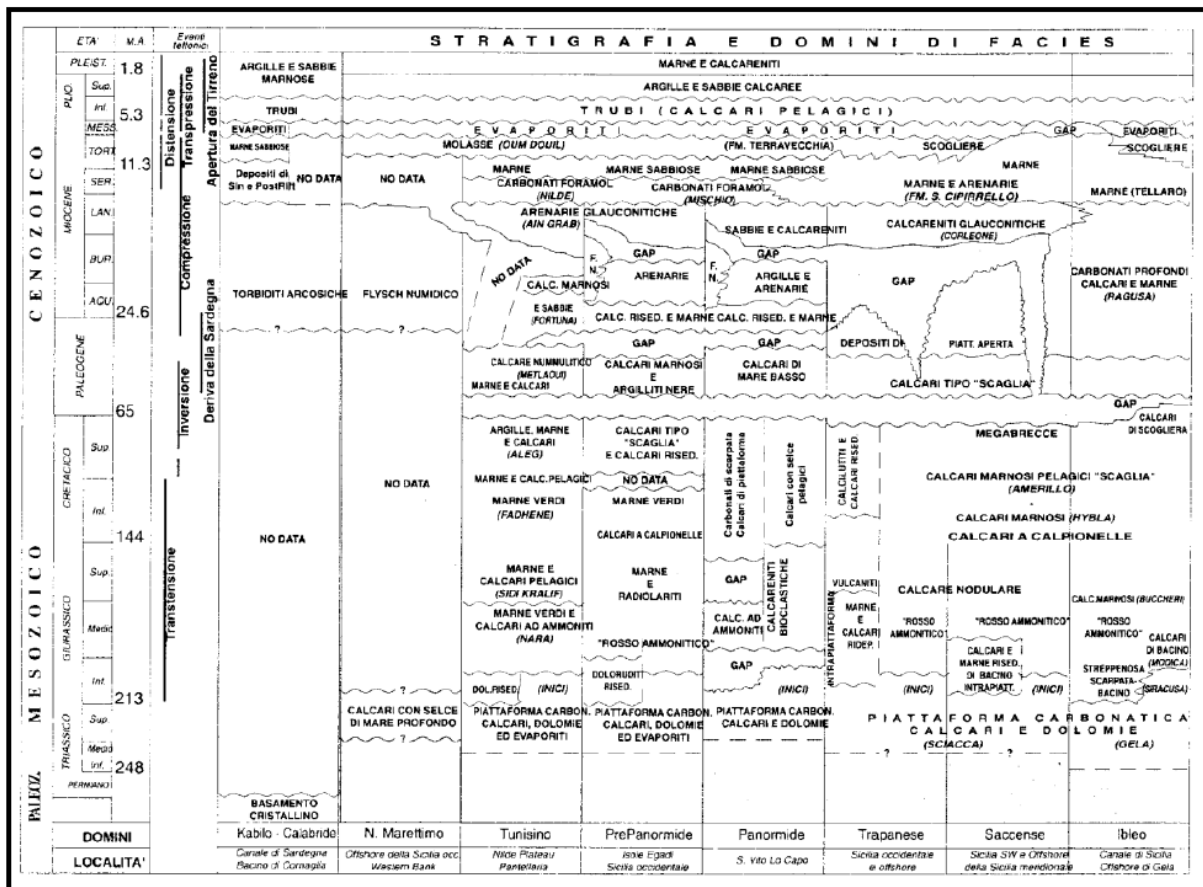 ETA'
M.A.
Eventi tettonici
STRATIGRAFIA E DOMINI DI FACIES
CENOZOICO
MESOZOICO
PALEOZ.
PLEIST.
PLIO.
Sup.
Inf.
MESS.
TORT.
SER.
LAN.
BUR.
AQU.
MIOCENE
PALEOGENE
CRETACICO
Sup.
Inf.
GIURASSICO
Sup.
Medio
Inf.
TRIASSICO
Sup.
Medio
Inf.
PERMIANO
1.8
5.3
11.3
24.6
65
144
213
248
Distensione
Transpressione
Apertura del Tirreno
Compressione
Deriva della Sardegna
Inversione
Transtensione
ARGILLE E SABBIE
MARNOSE
TRUBI
EVAPORITI
MARNE SABBIOSE
Depositi di
Sin e PostRift
NO DATA
TORBIDITI ARCOSICHE
?
NO DATA
BASAMENTO
CRISTALLINO
MARNE E CALCARENITI
ARGILLE E SABBIE CALCAREE
TRUBI (CALCARI PELAGICI)
EVAPORITI
EVAPORITI
GAP
EVAPORITI
MOLASSE (OUM DOUIL)
(FM. TERRAVECCHIA)
SCOGLIERE
SCOGLIERE
NO DATA
FLYSCH NUMIDICO
?
NO DATA
?
CALCARI CON SELCE
DI MARE PROFONDO
?
MARNE
CARBONATI FORAMOL
(NILDE)
ARENARIE GLAUCONITICHE
(AIN GRAB)
NO DATA
CALC. MARNOSI
E SABBIE
(FORTUNA)
CALCARE NUMMULITICO
(METLAOUI)
MARNE E CALCARI
ARGILLE, MARNE
E CALCARI
(ALEG)
MARNE E CALC.PELAGICI
MARNE VERDI
(FADHENE)
MARNE E
CALCARI PELAGICI
(SIDI KRALIF)
MARNE VERDI E
CALCARI AD AMMONITI
(NARA)
DOL.RISED.
(INICI)
PIATTAFORMA CARBON.
CALCARI, DOLOMIE
ED EVAPORITI
MARNE SABBIOSE
CARBONATI FORAMOL
(MISCHIO)
F.
N.
GAP
ARENARIE
CALC. RISED. E MARNE
GAP
CALCARI MARNOSI
E
ARGILLITI NERE
CALCARI TIPO
"SCAGLIA"
E CALCARI RISED.
NO DATA
MARNE VERDI
CALCARI A CALPIONELLE
MARNE
E
RADIOLARITI
"ROSSO AMMONITICO"
DOLORUDITI
RISED.
PIATTAFORMA CARBON.
CALCARI, DOLOMIE
ED EVAPORITI
MARNE SABBIOSE
SABBIE E CALCARENITI
F.
N.
GAP
ARGILLE E
ARENARIE
CALC. RISED. E MARNE
GAP
CALCARI DI
MARE BASSO
Carbonati di scarpata
Calcari di piattaforma
Calcari con selce
pelagici
GAP
CALC. AD
AMMONITI
CALCARENITI
BIOCLASTICHE
GAP
(INICI)
PIATTAFORMA CARBON.
CALCARI E DOLOMIE
MARNE
MARNE E ARENARIE
(FM. S. CIPIRRELLO)
CALCARENITI GLAUCONITICHE
(CORLEONE)
GAP
DEPOSITI DI
PIATT. APERTA
CALCARI TIPO "SCAGLIA"
CALCILUTITI E
CALCARI RISED.
MEGABRECCE
CALCARI MARNOSI PELAGICI "SCAGLIA"
(AMERILLO)
CALCARI MARNOSI (HYBLA)
CALCARI A CALPIONELLE
VULCANITI
CALCARE NODULARE
INTRAPIATTAFORMA
MARNE
E
CALCARI
RIDEP.
"ROSSO
AMMONITICO"
"ROSSO AMMONITICO"
CALCARI E
MARNE RISED.
DI BACINO
INTRAPIATT.
(INICI)
(INICI)
PIATTAFORMA CARBONATICA
CALCARI E DOLOMIE
(SCIACCA)
(GELA)
?
?
MARNE (TELLARO)
CARBONATI PROFONDI
CALCARI E MARNE
(RAGUSA)
GAP
CALCARI
DI SCOGLIERA
CALC.MARNOSI (BUCCHERI)
"ROSSO
AMMONITICO"
CALCARI
DI BACINO
(MODICA)
STREPPENOSA
SCARPATA-
BACINO
(SIRACUSA)
DOMINI
Kabilo - Calabride
N. Marettimo
Tunisino
PrePanormide
Panormide
Trapanese
Saccense
Ibleo
LOCALITA'
Canale di Sardegna
Bacino di Cornaglia
Offshore della Sicilia occ.
Western Bank
Nilde Plateau
Pantelleria
Isole Egadi
Sicilia occidentale
S. Vito Lo Capo
Sicilia occidentale
e offshore
Sicilia SW e Offshore
della Sicilia meridionale
Canale di Sicilia
Offshore di Gela